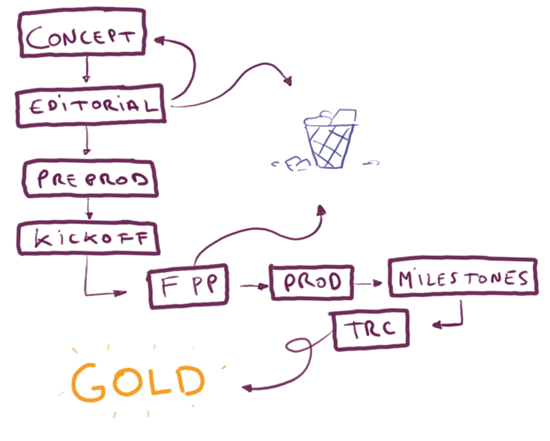 CONCEPT
EDITORIAL
PREPROD
KICKOFF
FPP
PROD
MILESTONES
TRC
GOLD